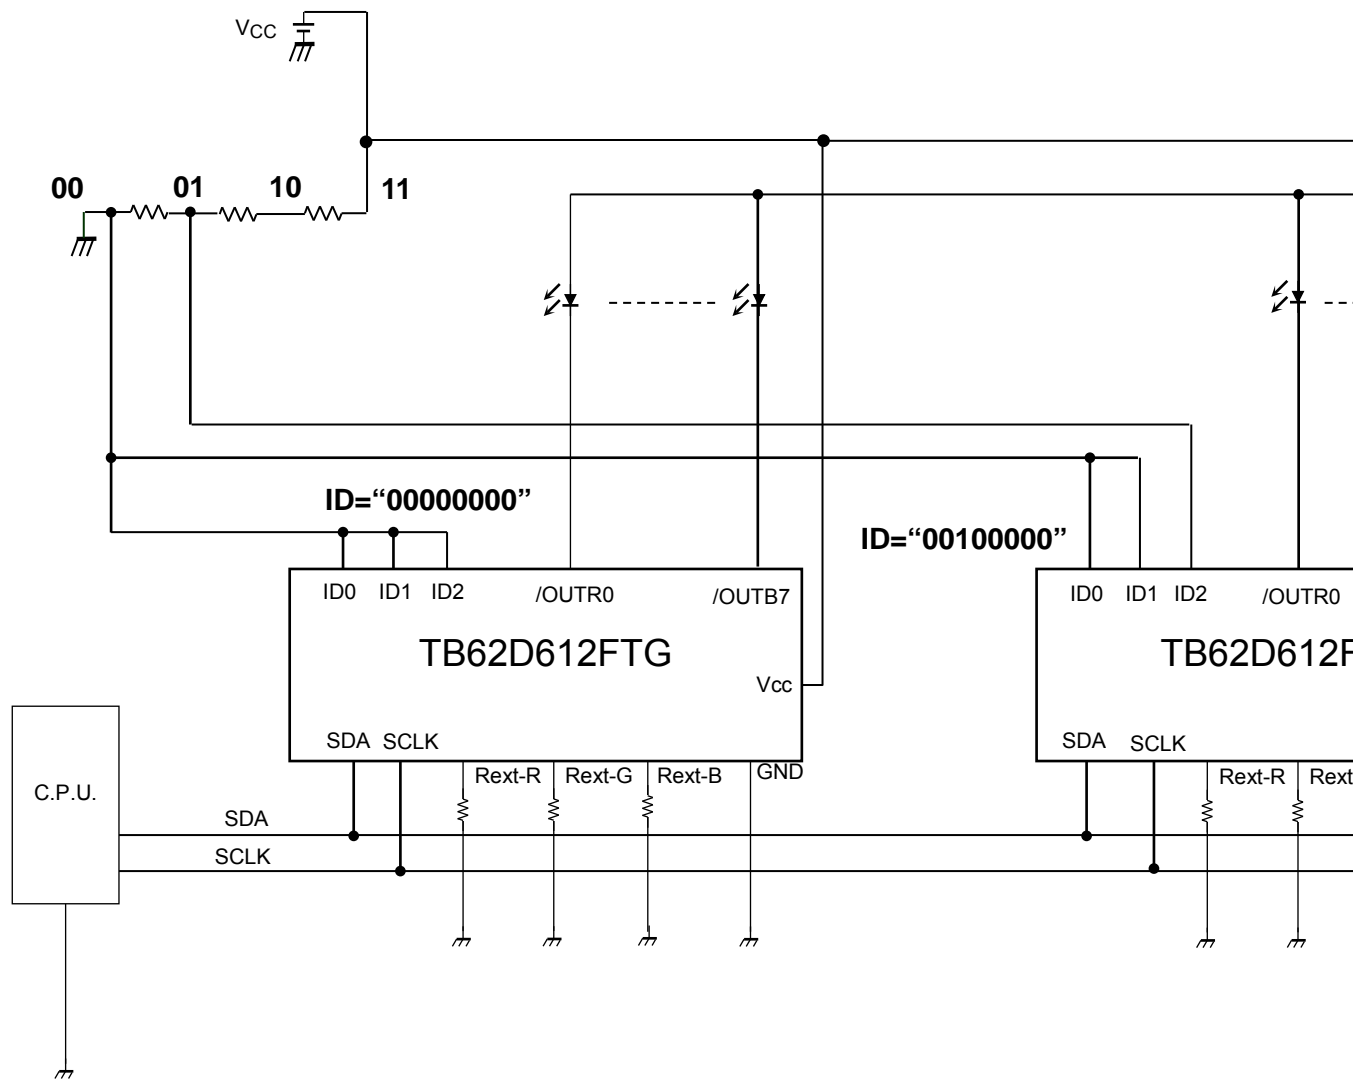 VCC
00 01 10 11
ID=“00000000”
ID=“00100000”
ID0 ID1 ID2 /OUTR0 /OUTB7
ID0 ID1 ID2 /OUTR0
TB62D612FTG
TB62D612F
Vcc
SDA SCLK
SDA SCLK
Rext-R Rext-G Rext-B GND
Rext-R Rext
C.P.U.
SDA
SCLK